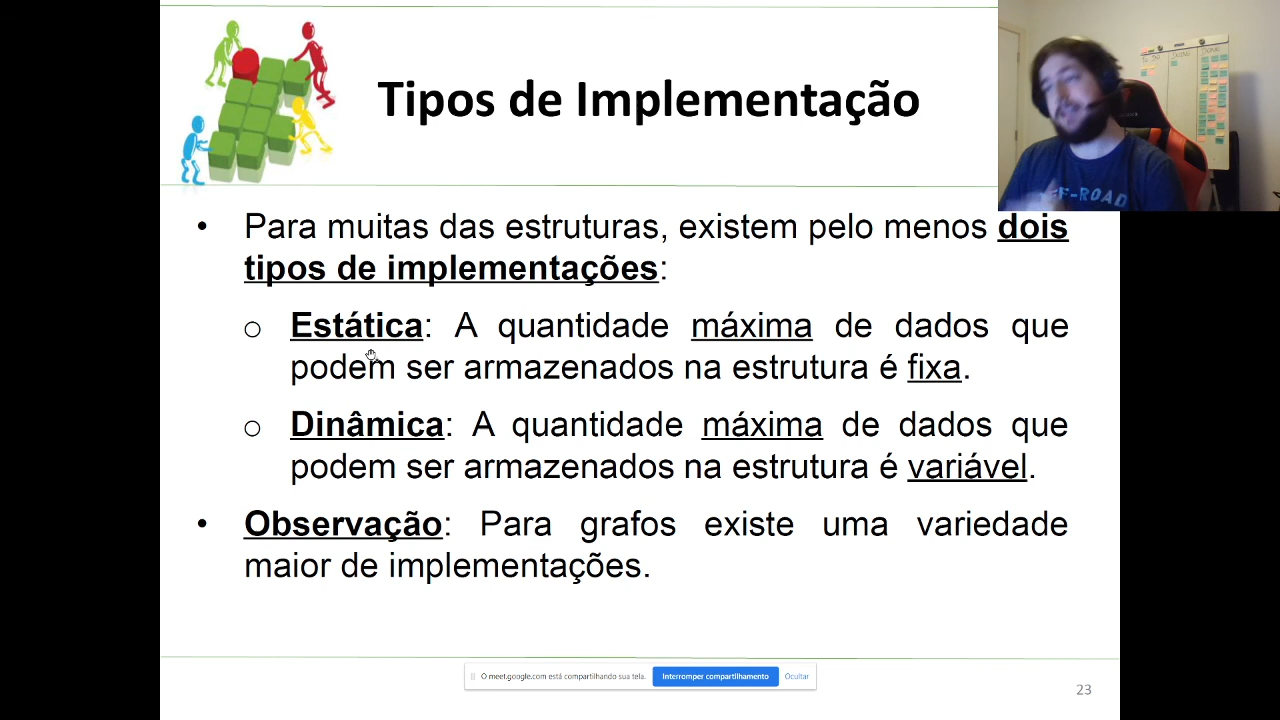 Tipos de Implementação
• Para muitas das estruturas, existem pelo menos dois
tipos de implementações:
o Estática: A quantidade máxima de dados que
podem ser armazenados na estrutura é fixa.
o Dinâmica: A quantidade máxima de dados que
podem ser armazenados na estrutura é variável.
• Observação: Para grafos existe uma variedade
maior de implementações.
O meet.google.com está compartilhando sua tela. Interromper compartilhamento Ocultar
23
F-ROAD